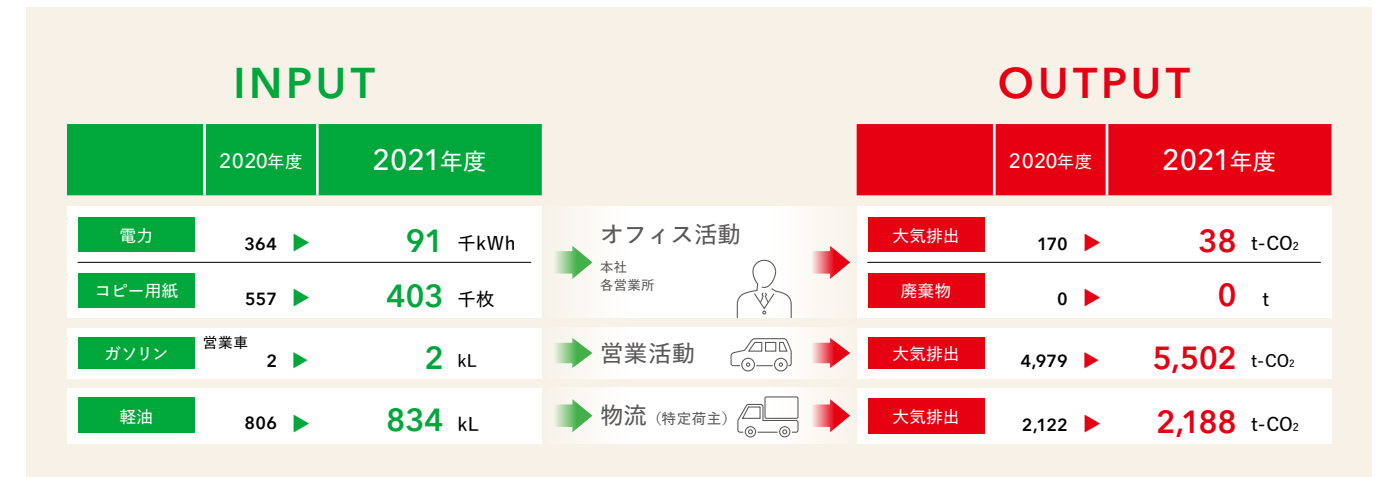 INPUT
OUTPUT
2020年度 2021年度
2020年度 2021年度
電力 364 ▶ 91 千kWh
コピー用紙 557 ▶ 403 千枚
オフィス活動
本社
各営業所
大気排出 170 ▶ 38 t-CO₂
廃棄物 0 ▶ 0 t
ガソリン 営業車 2 ▶ 2 kL
営業活動
大気排出 4,979 ▶ 5,502 t-CO₂
軽油 806 ▶ 834 kL
物流（特定荷主）
大気排出 2,122 ▶ 2,188 t-CO₂